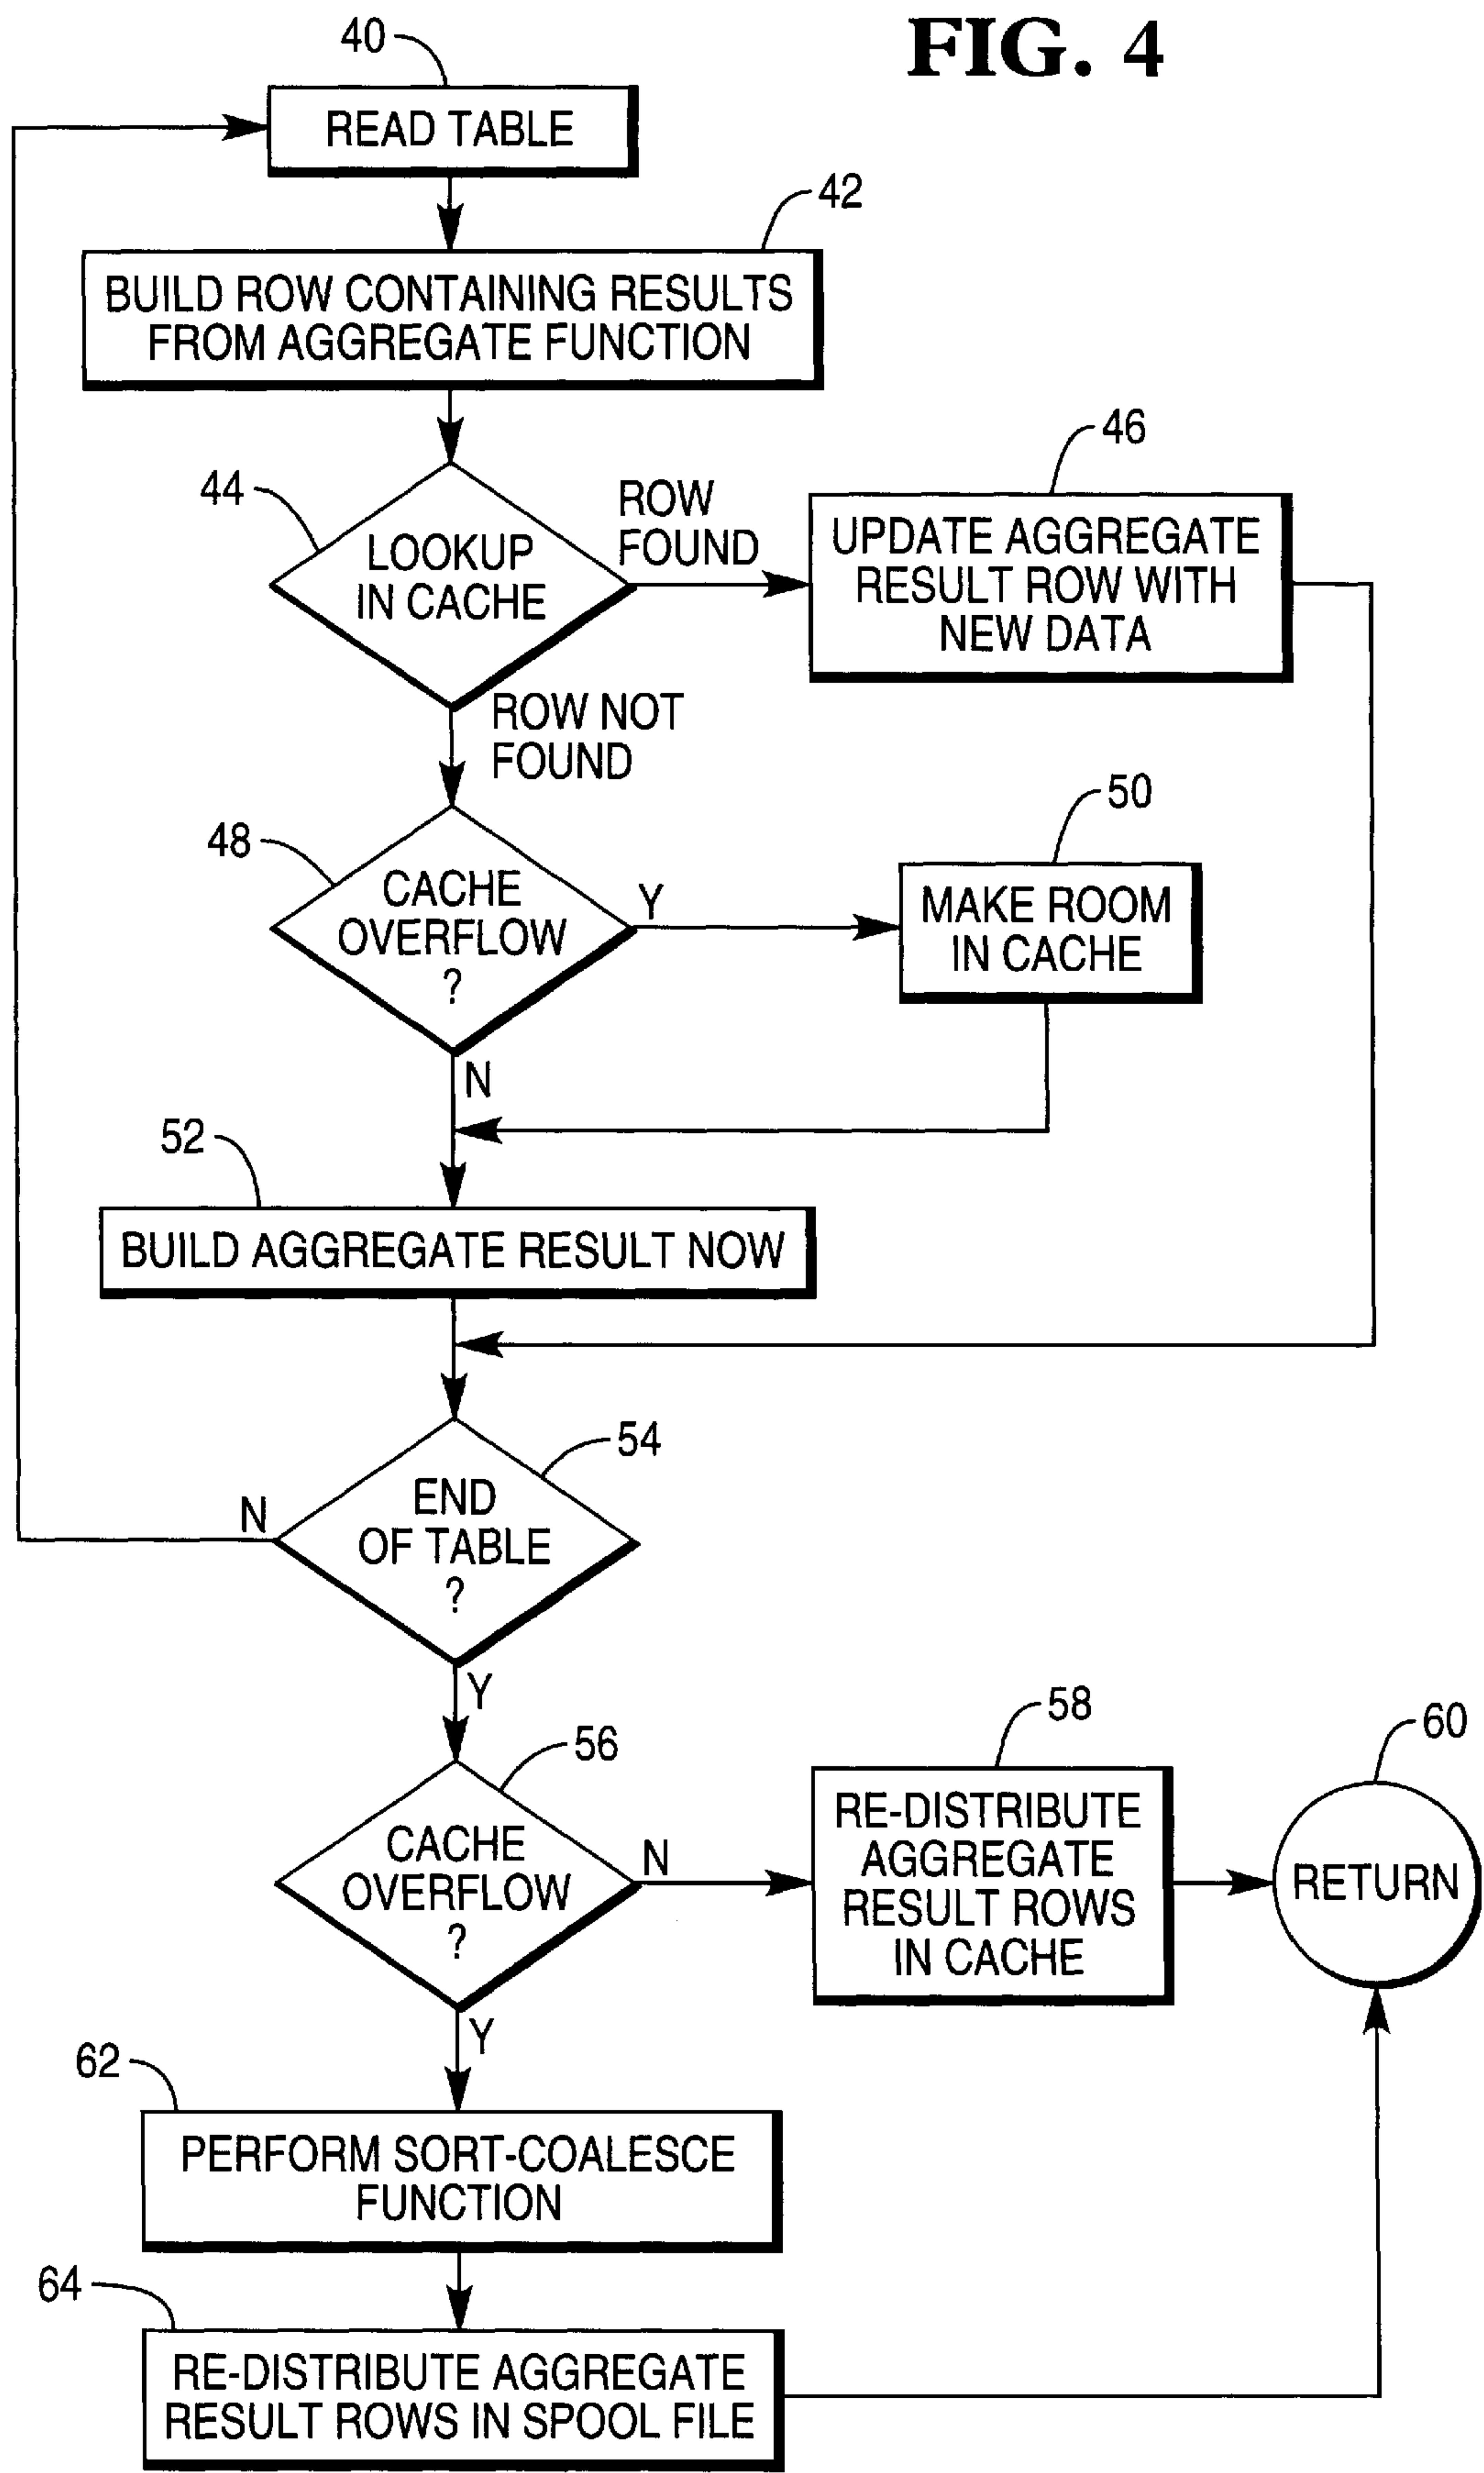 FIG. 4
40
READ TABLE
42
BUILD ROW CONTAINING RESULTS
FROM AGGREGATE FUNCTION
44
LOOKUP
IN CACHE
ROW
FOUND
46
UPDATE AGGREGATE
RESULT ROW WITH
NEW DATA
ROW NOT
FOUND
48
CACHE
OVERFLOW
?
Y
50
MAKE ROOM
IN CACHE
N
52
BUILD AGGREGATE RESULT NOW
54
END
OF TABLE
?
N
Y
56
CACHE
OVERFLOW
?
N
58
RE-DISTRIBUTE
AGGREGATE
RESULT ROWS
IN CACHE
60
RETURN
Y
62
PERFORM SORT-COALESCE
FUNCTION
64
RE-DISTRIBUTE AGGREGATE
RESULT ROWS IN SPOOL FILE